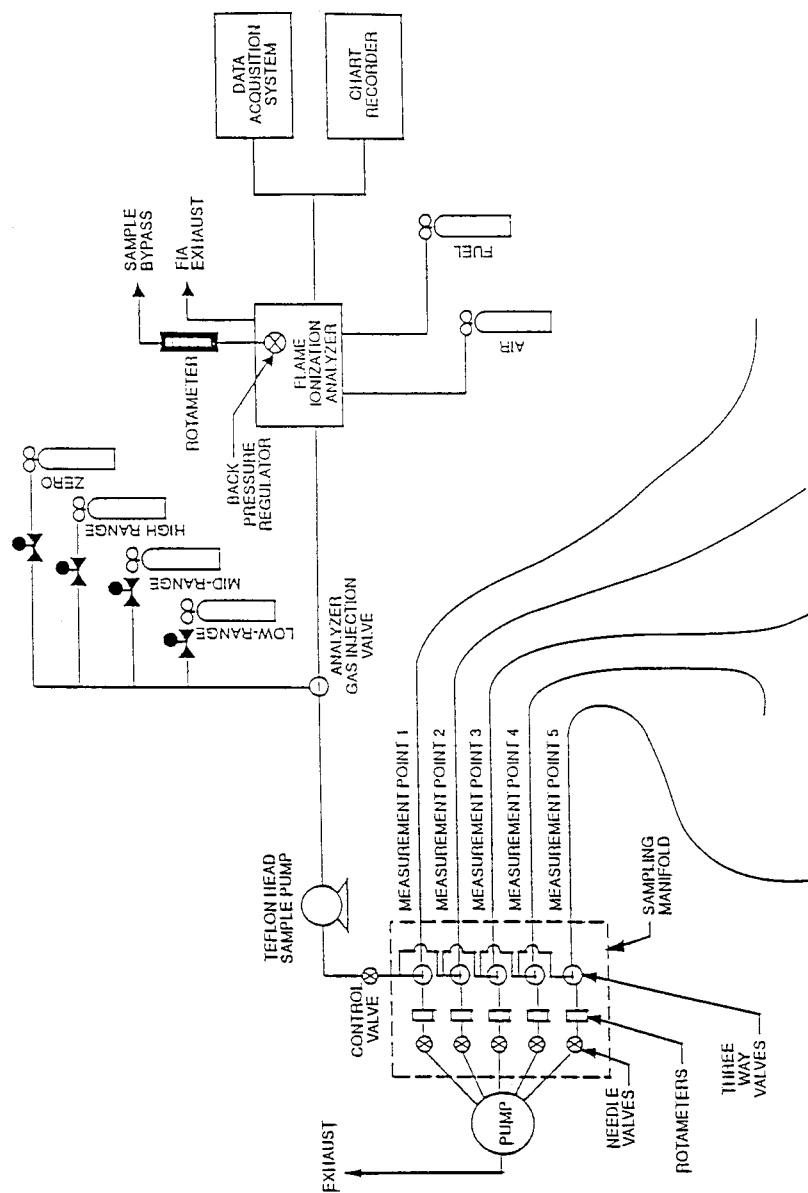 DATA
ACQUISITION
SYSTEM
CHART
RECORDER
SAMPLE
BYPASS
FIA
EXHAUST
ROTAMETER
BACK
PRESSURE
REGULATOR
FLAME
IONIZATION
ANALYZER
FUEL
AIR
ZERO
HIGH RANGE
MID-RANGE
LOW-RANGE
ANALYZER
GAS INJECTION
VALVE
TEFLON HEAD
SAMPLE PUMP
CONTROL
VALVE
MEASUREMENT POINT 1
MEASUREMENT POINT 2
MEASUREMENT POINT 3
MEASUREMENT POINT 4
MEASUREMENT POINT 5
SAMPLING
MANIFOLD
THREE
WAY
VALVES
ROTAMETERS
NEEDLE
VALVES
PUMP
EXHAUST